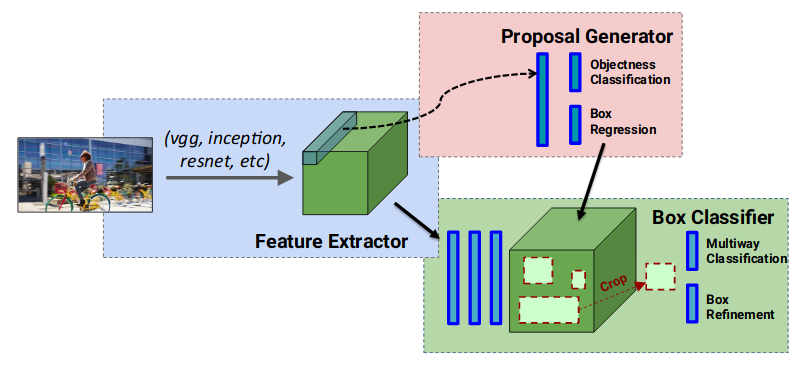 Proposal Generator
Objectness
Classification
Box
Regression
(vgg, inception,
resnet, etc)
Feature Extractor
Box Classifier
Multiway
Classification
Crop
Box
Refinement